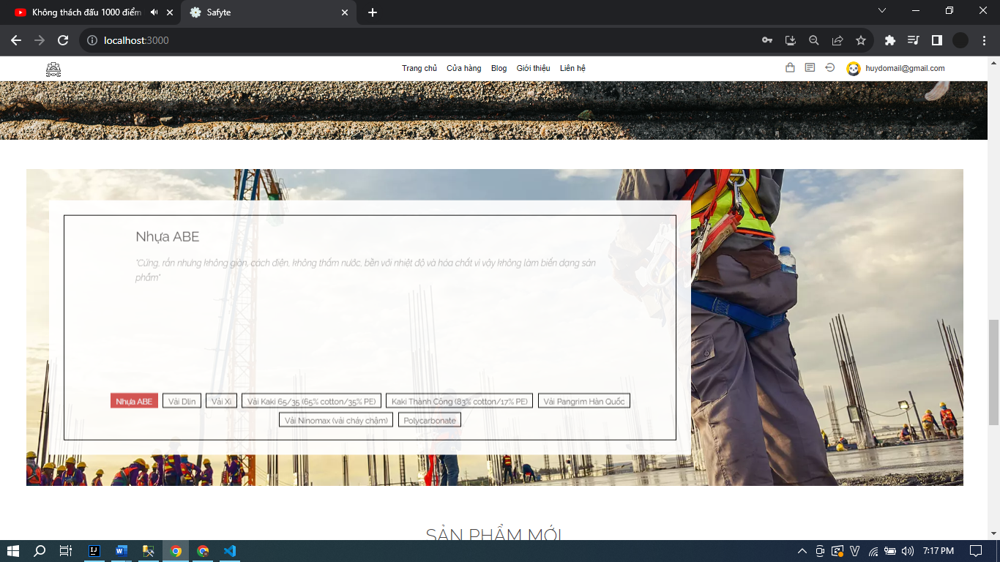 Không thách đấu 1000 điểm
Safyte
localhost:3000
Trang chủ Cửa hàng Blog Giới thiệu Liên hệ
huydomail@gmail.com
Nhựa ABE
"Cứng, rắn nhưng không giòn, cách điện, không thấm nước, bền với nhiệt độ và hóa chất vì vậy không làm biến dạng sản
phẩm"
Nhựa ABE Vải Dlin Vải Xi Vải Kaki 65/35 (65% cotton/35% PE) Kaki Thành Công (83% cotton/17% PE) Vải Pangrim Hàn Quốc
Vải Ninomax (vải cháy chậm) Polycarbonate
SẢN PHẨM MỚI
7:17 PM